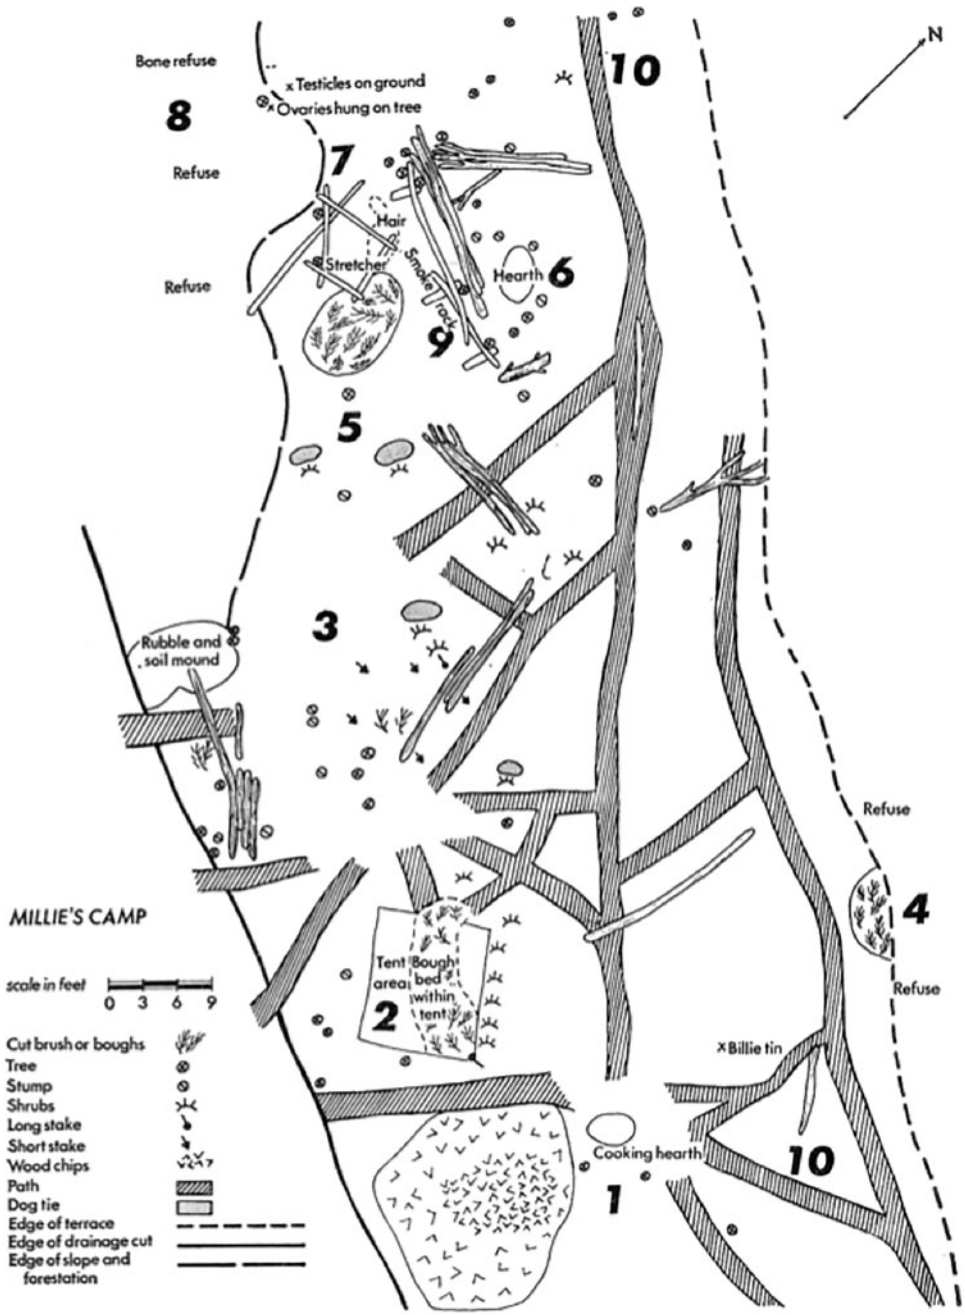 N
10
Bone refuse
x Testicles on ground
8
x Ovaries hung on tree
7
Refuse
Hair
Stretcher
Smoke rack
Hearth
6
Refuse
9
5
3
Rubble and
soil mound
Refuse
4
Refuse
MILLIE'S CAMP
scale in feet
0 3 6 9
Tent
area
Bough
bed
within
tent
2
x Billie tin
Cooking hearth
10
1
Cut brush or boughs
Tree
Stump
Shrubs
Long stake
Short stake
Wood chips
Path
Dog tie
Edge of terrace
Edge of drainage cut
Edge of slope and
forestation